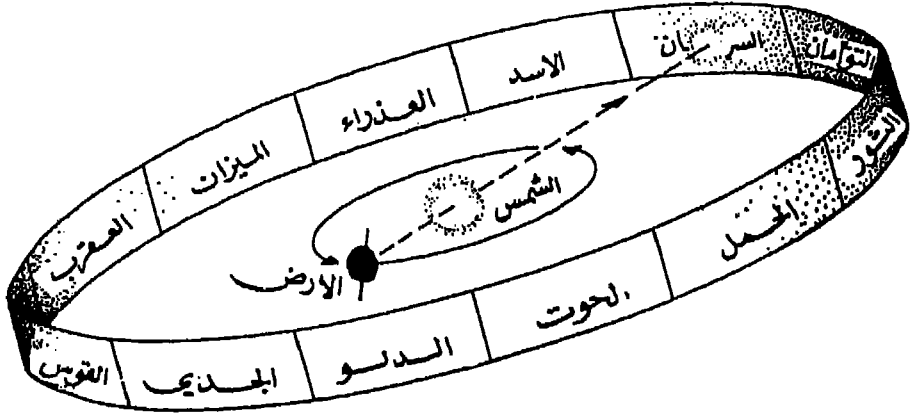 التوأمان
السرطان
الاسد
العذراء
الميزان
العقرب
الشمس
الأرض
الثور
الحمل
الحوت
الدلو
الجدي
القوس